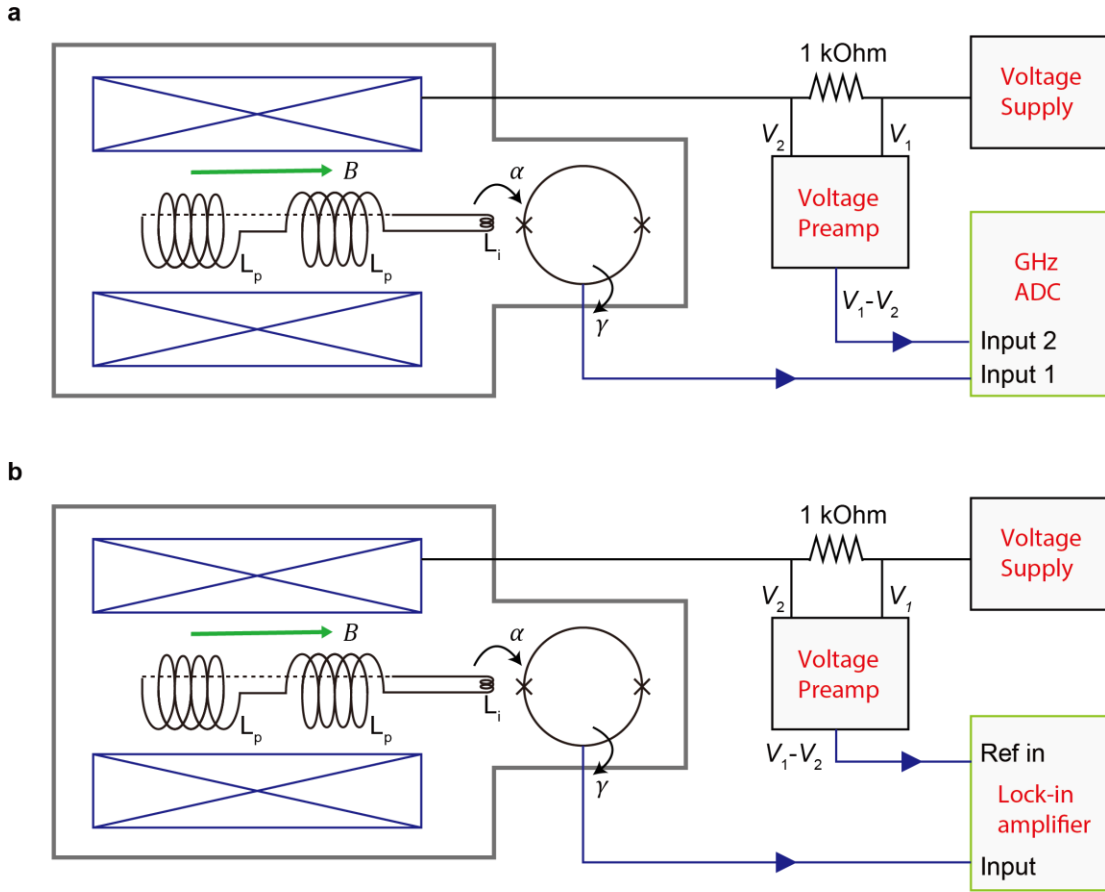 a
1 kOhm
Voltage
Supply
V₂
V₁
B
α
Voltage
Preamp
Lₚ
Lₚ
Lᵢ
GHz
ADC
γ
V₁-V₂
Input 2
Input 1
b
1 kOhm
Voltage
Supply
V₂
V₁
B
α
Voltage
Preamp
Lₚ
Lₚ
Lᵢ
γ
V₁-V₂
Ref in
Lock-in
amplifier
Input